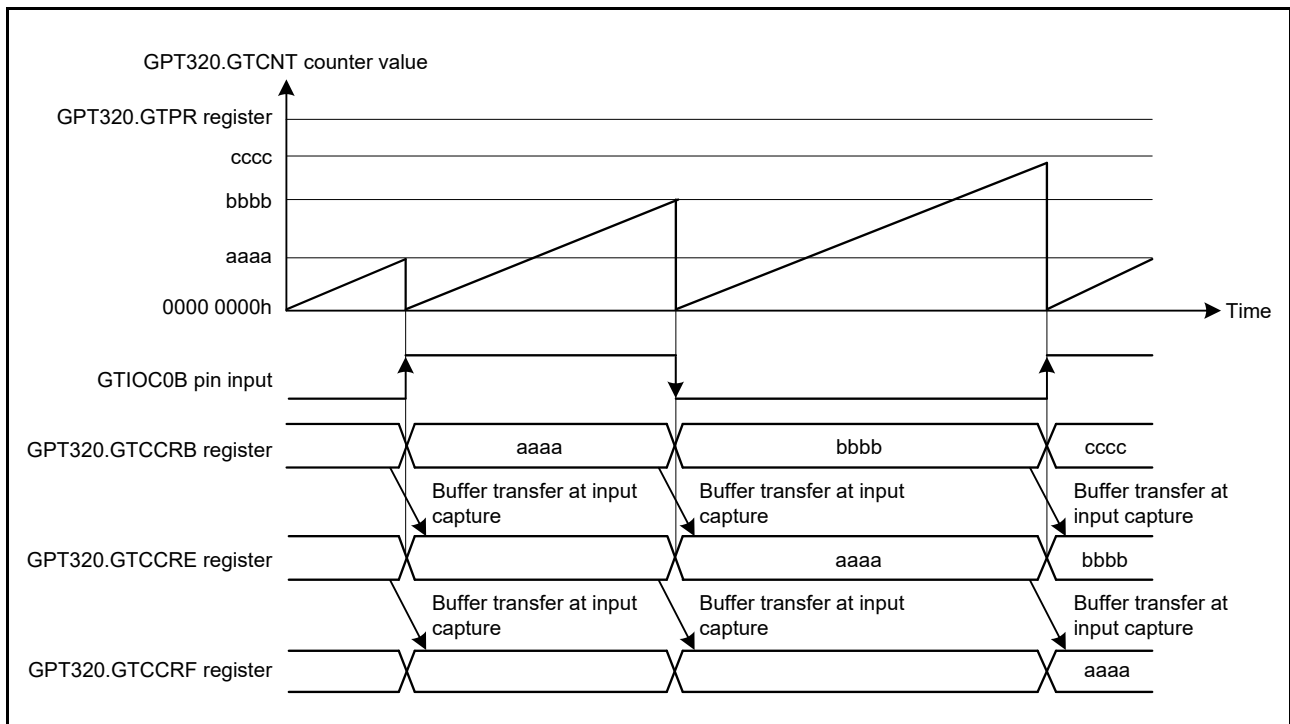 GPT320.GTCNT counter value
GPT320.GTPR register
cccc
bbbb
aaaa
0000 0000h
Time
GTIOC0B pin input
GPT320.GTCCRB register
aaaa
bbbb
cccc
Buffer transfer at input
capture
Buffer transfer at input
capture
Buffer transfer at
input capture
GPT320.GTCCRE register
aaaa
bbbb
Buffer transfer at input
capture
Buffer transfer at input
capture
Buffer transfer at
input capture
GPT320.GTCCRF register
aaaa